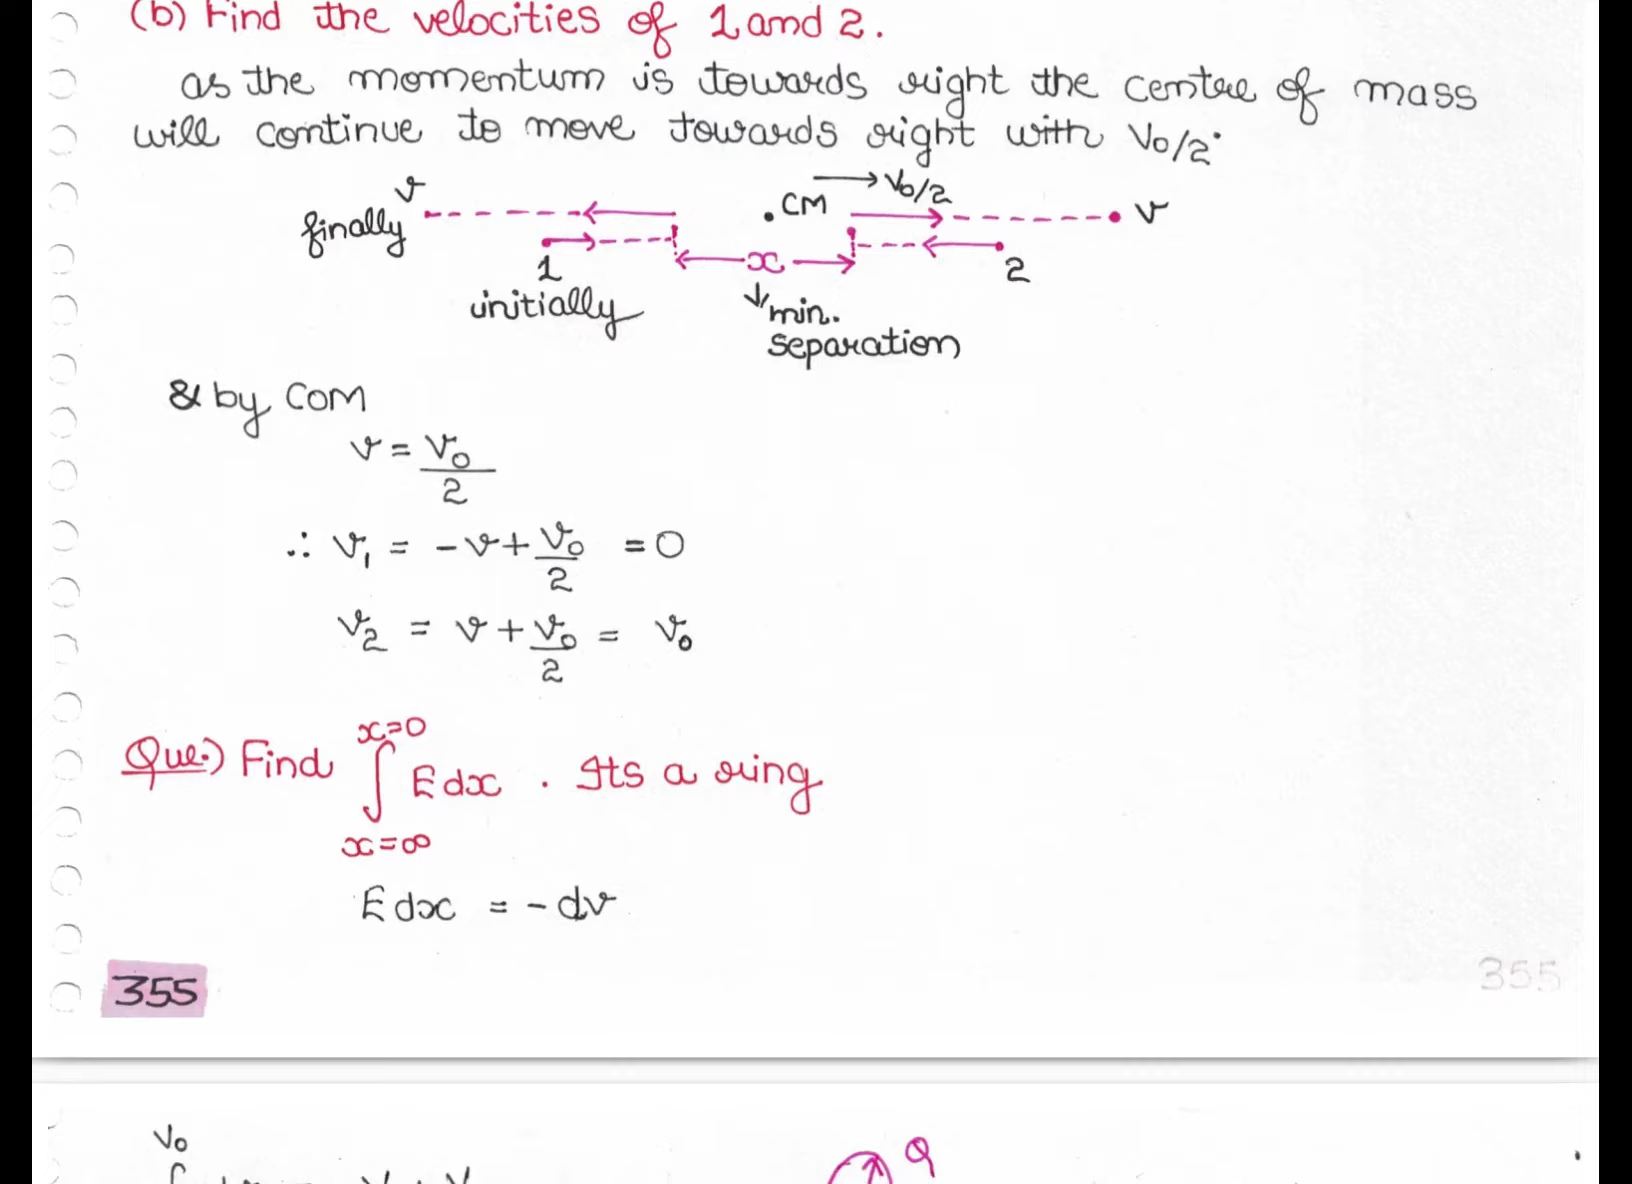 (b) Find the velocities of 1 and 2.
as the momentum is towards right the centre of mass
will continue to move towards right with V₀/2.
v .CM → V₀/2
finally v
1 x 2
initially min.
separation
& by COM
v = V₀/2
∴ v₁ = -v + V₀/2 = 0
v₂ = v + V₀/2 = V₀
Que.) Find ∫ E dx . Its a ring
x=0
x=∞
E dx = - dv
355
355
V₀
Q